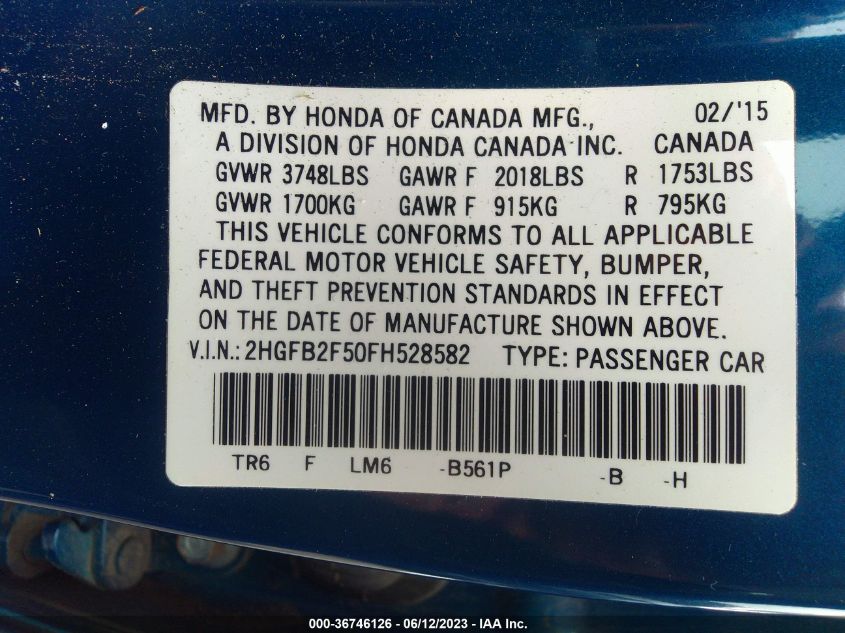 MFD. BY HONDA OF CANADA MFG., 02/'15
A DIVISION OF HONDA CANADA INC. CANADA
GVWR 3748LBS GAWR F 2018LBS R 1753LBS
GVWR 1700KG GAWR F 915KG R 795KG
THIS VEHICLE CONFORMS TO ALL APPLICABLE
FEDERAL MOTOR VEHICLE SAFETY, BUMPER,
AND THEFT PREVENTION STANDARDS IN EFFECT
ON THE DATE OF MANUFACTURE SHOWN ABOVE.
V.I.N.: 2HGFB2F50FH528582 TYPE: PASSENGER CAR
TR6 F LM6 -B561P -B -H
000-36746126 - 06/12/2023 - IAA Inc.